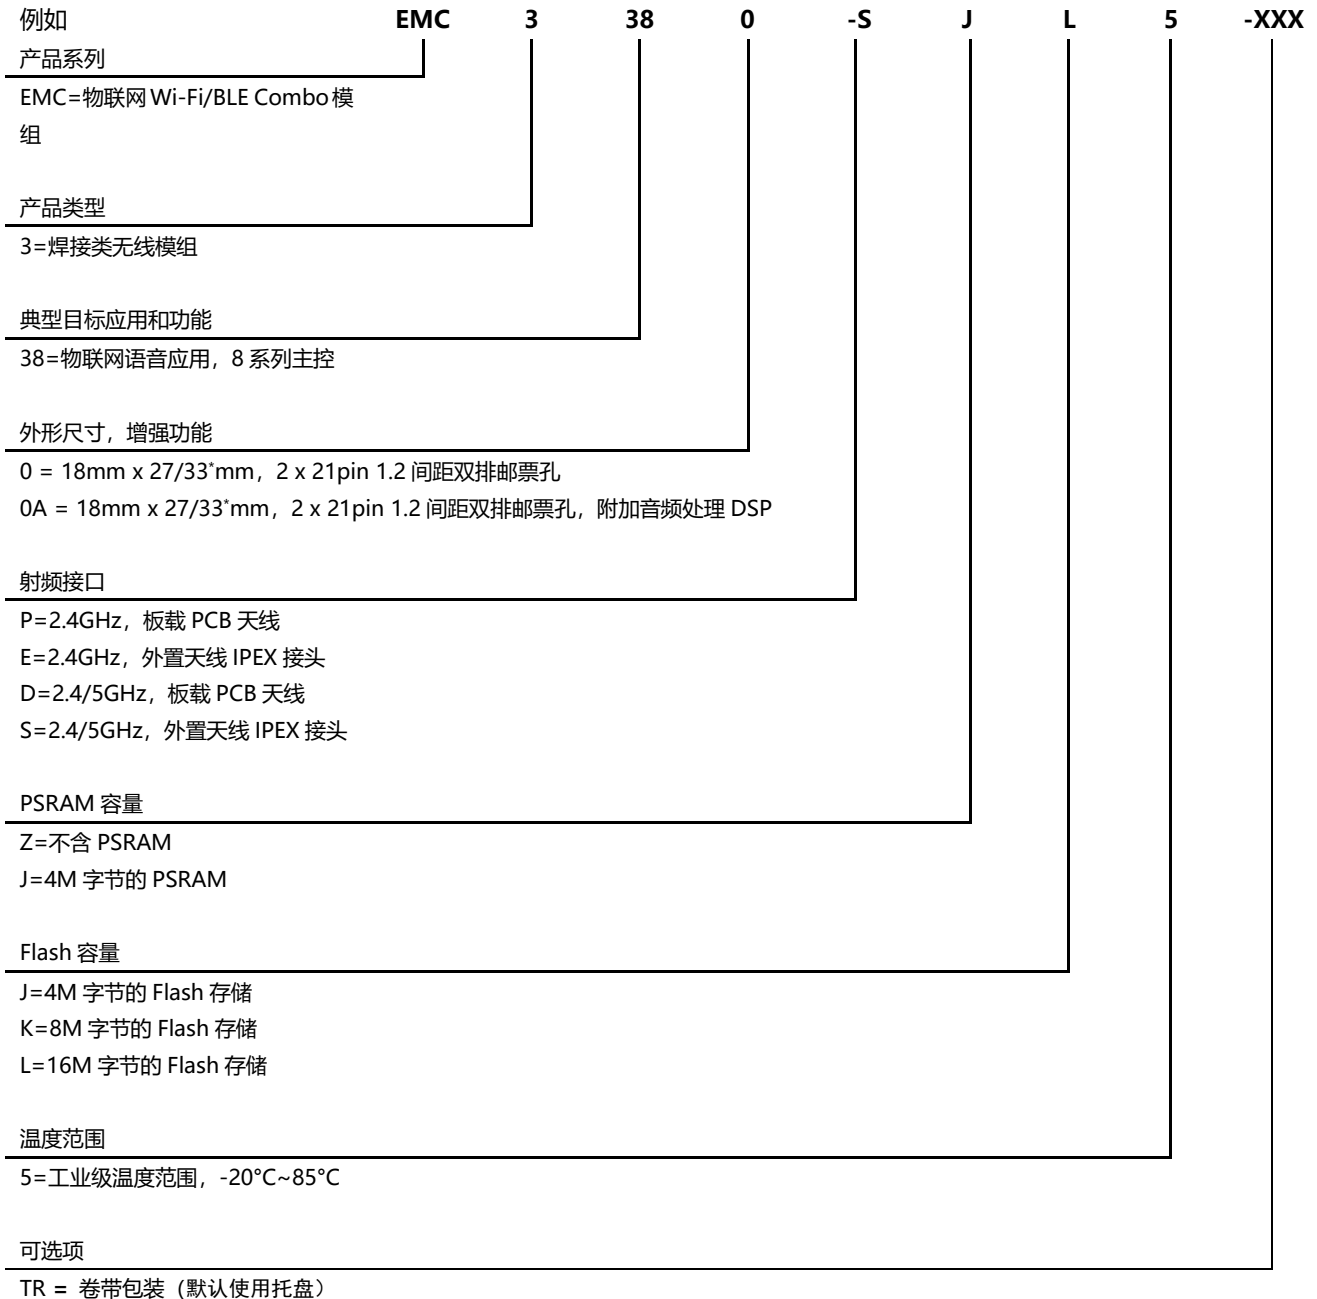 例如 EMC 3 38 0 -S J L 5 -XXX
产品系列
EMC=物联网 Wi-Fi/BLE Combo 模
组
产品类型
3=焊接类无线模组
典型目标应用和功能
38=物联网语音应用，8 系列主控
外形尺寸，增强功能
0 = 18mm x 27/33*mm，2 x 21pin 1.2 间距双排邮票孔
0A = 18mm x 27/33*mm，2 x 21pin 1.2 间距双排邮票孔，附加音频处理 DSP
射频接口
P=2.4GHz，板载 PCB 天线
E=2.4GHz，外置天线 IPEX 接头
D=2.4/5GHz，板载 PCB 天线
S=2.4/5GHz，外置天线 IPEX 接头
PSRAM 容量
Z=不含 PSRAM
J=4M 字节的 PSRAM
Flash 容量
J=4M 字节的 Flash 存储
K=8M 字节的 Flash 存储
L=16M 字节的 Flash 存储
温度范围
5=工业级温度范围，-20°C~85°C
可选项
TR = 卷带包装（默认使用托盘）